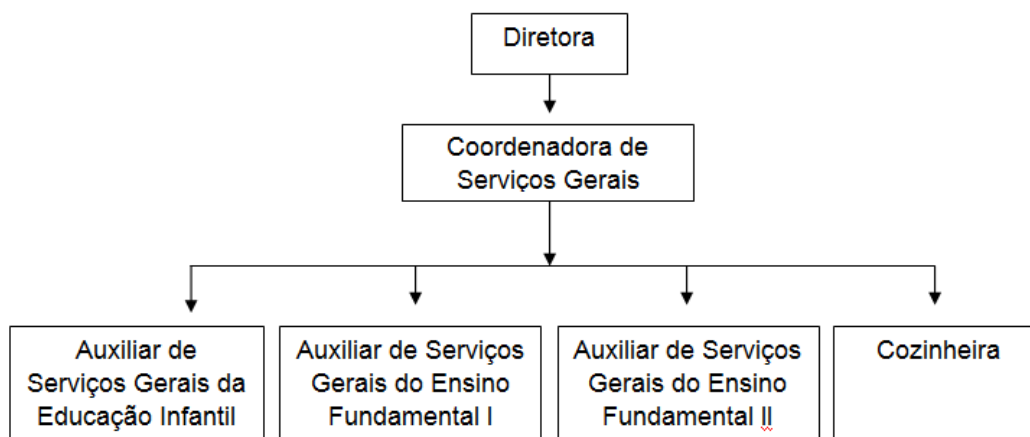 Diretora
Coordenadora de
Serviços Gerais
Auxiliar de
Serviços Gerais da
Educação Infantil
Auxiliar de Serviços
Gerais do Ensino
Fundamental I
Auxiliar de Serviços
Gerais do Ensino
Fundamental II
Cozinheira